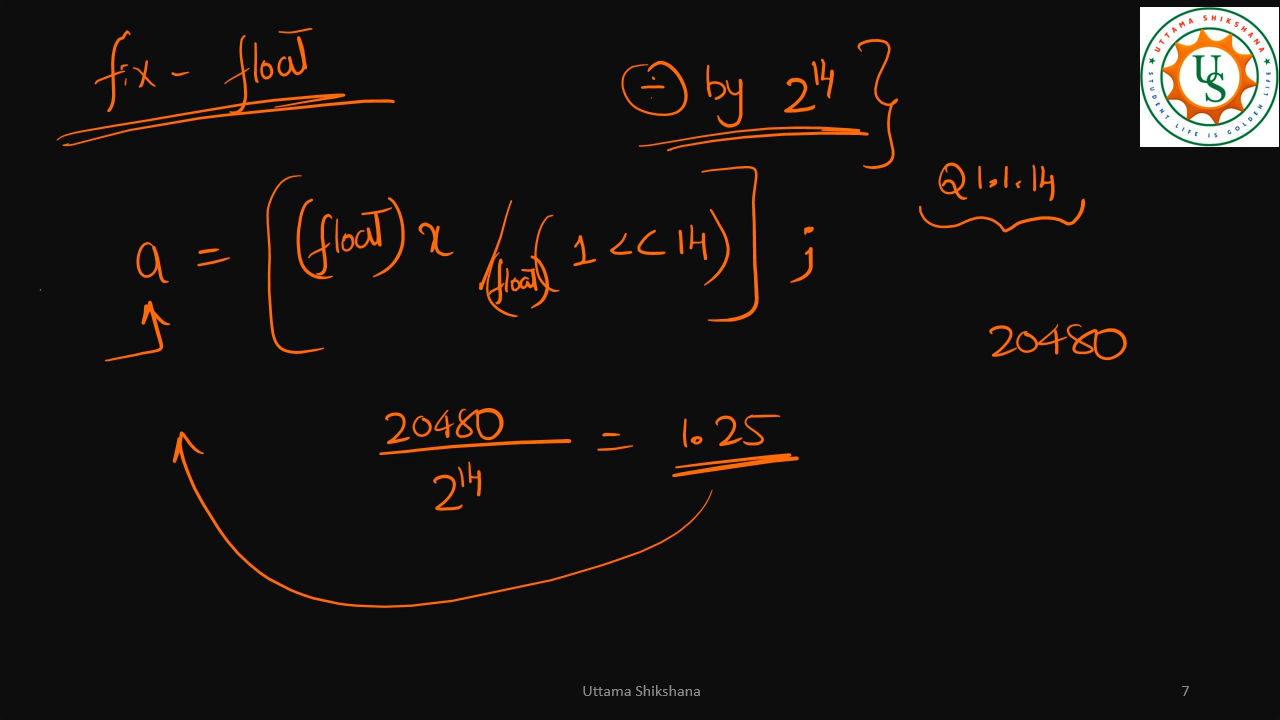 fix - float
÷ by 2^14 }
Q1.1.14
a = [(float) x / (float)(1 << 14)] ;
20480
20480 / 2^14 = 1.25
UTTAMA SHIKSHANA
US
STUDENT LIFE IS GOLDEN LIFE
Uttama Shikshana
7